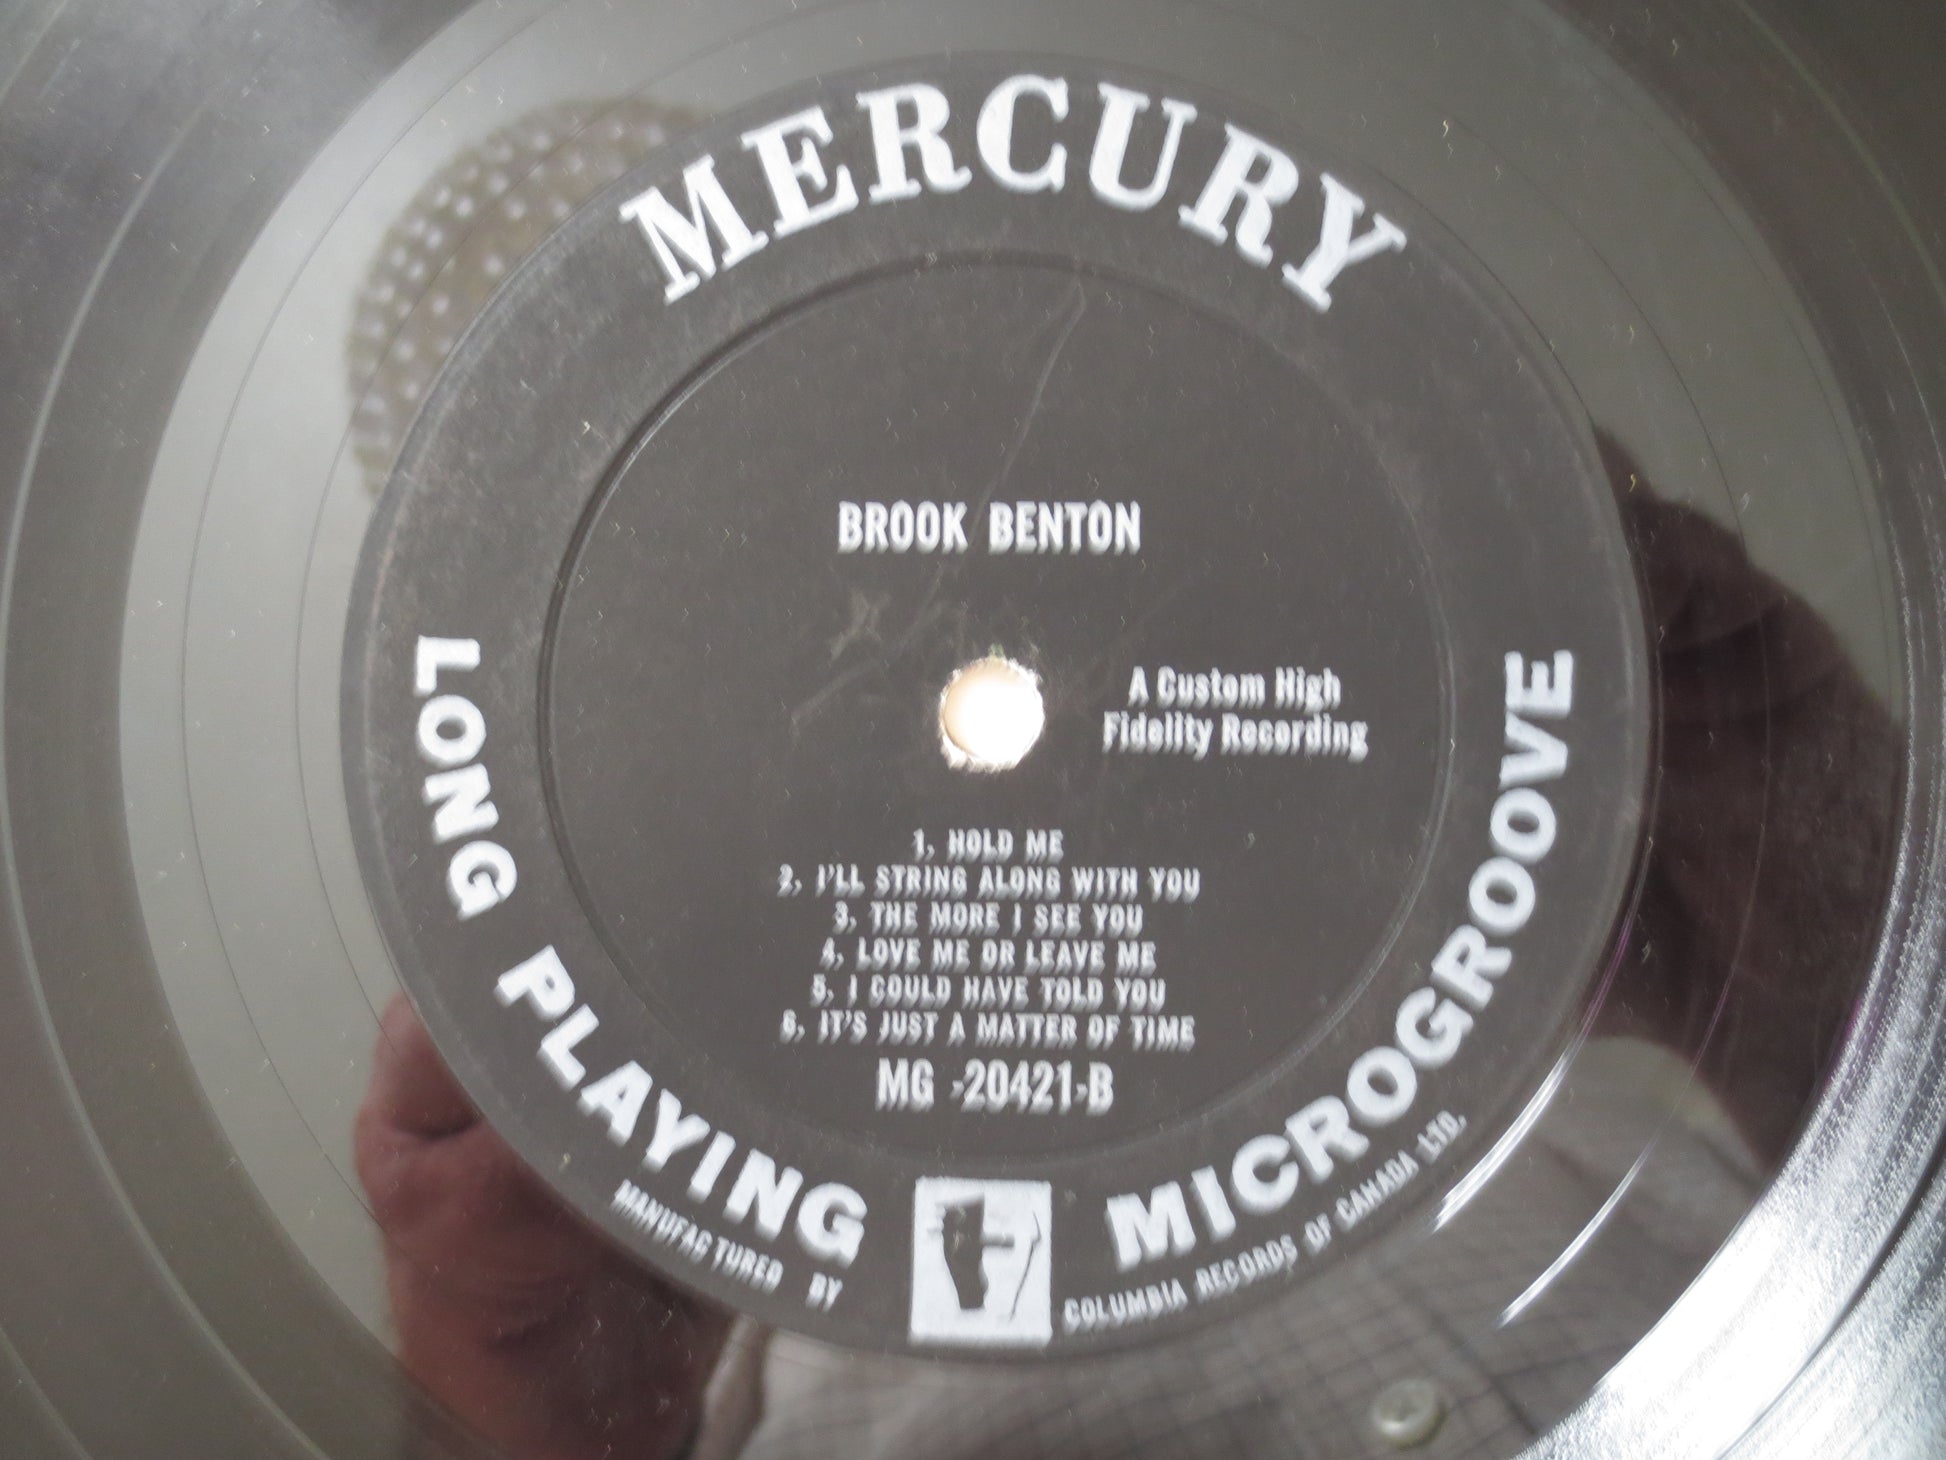 MERCURY
BROOK BENTON
A Custom High
Fidelity Recording
1. HOLD ME
2. I'LL STRING ALONG WITH YOU
3. THE MORE I SEE YOU
4. LOVE ME OR LEAVE ME
5. I COULD HAVE TOLD YOU
6. IT'S JUST A MATTER OF TIME
MG -20421-B
LONG PLAYING MICROGROOVE
MANUFACTURED BY COLUMBIA RECORDS OF CANADA LTD.